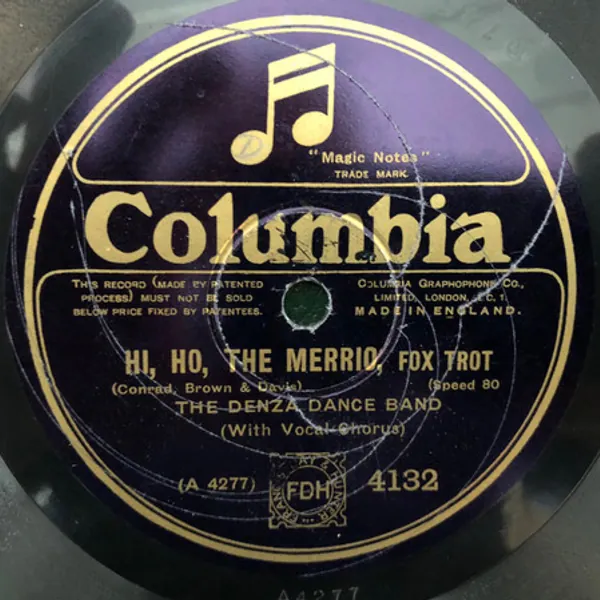 "Magic Notes"
TRADE MARK.
Columbia
THIS RECORD (MADE BY PATENTED
PROCESS) MUST NOT BE SOLD
BELOW PRICE FIXED BY PATENTEES.
COLUMBIA GRAPHOPHONE CO.,
LIMITED, LONDON, E.C.1.
MADE IN ENGLAND.
HI, HO, THE MERRIO, FOX TROT
(Conrad, Brown & Davis) (Speed 80
THE DENZA DANCE BAND
(With Vocal Chorus)
(A 4277) FDH 4132
A4277